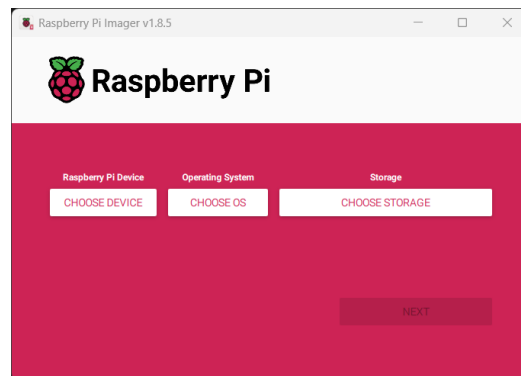 Raspberry Pi Imager v1.8.5
Raspberry Pi
Raspberry Pi Device
Operating System
Storage
CHOOSE DEVICE
CHOOSE OS
CHOOSE STORAGE
NEXT